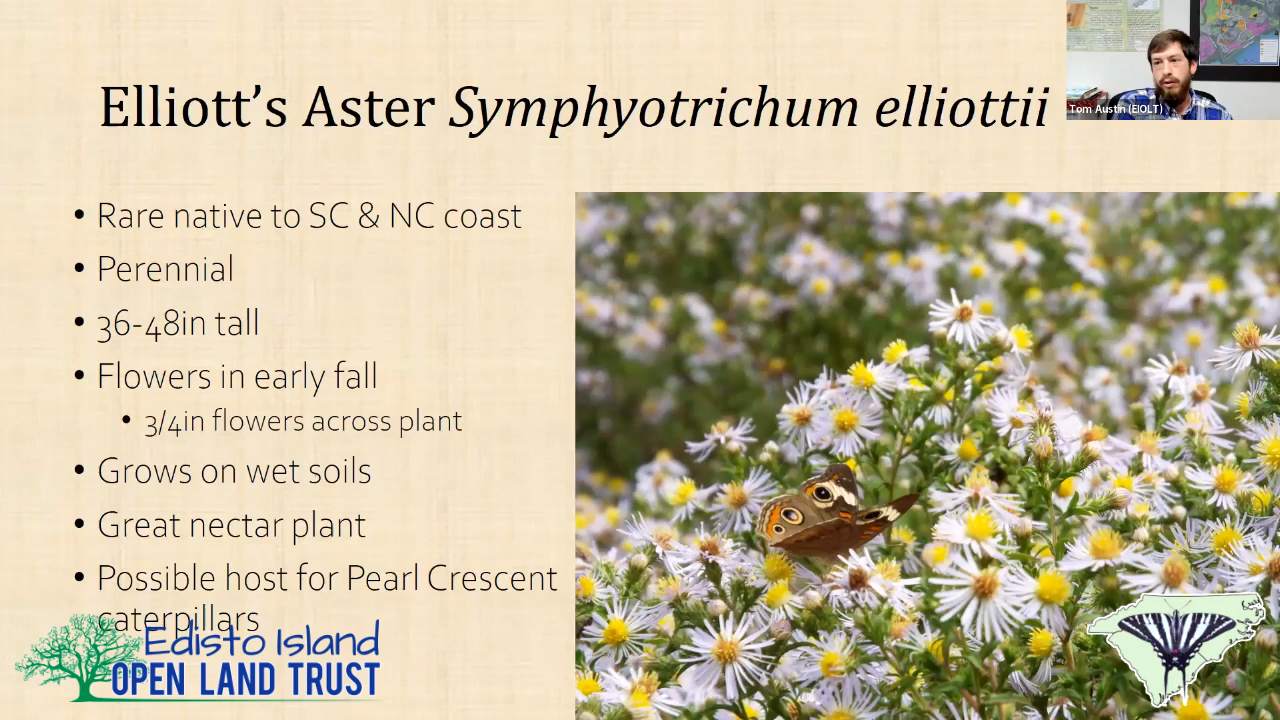 Elliott's Aster Symphyotrichum elliottii
Tom Austin (EIOLT)
• Rare native to SC & NC coast
• Perennial
• 36-48in tall
• Flowers in early fall
• 3/4in flowers across plant
• Grows on wet soils
• Great nectar plant
• Possible host for Pearl Crescent
caterpillars
Edisto Island
OPEN LAND TRUST